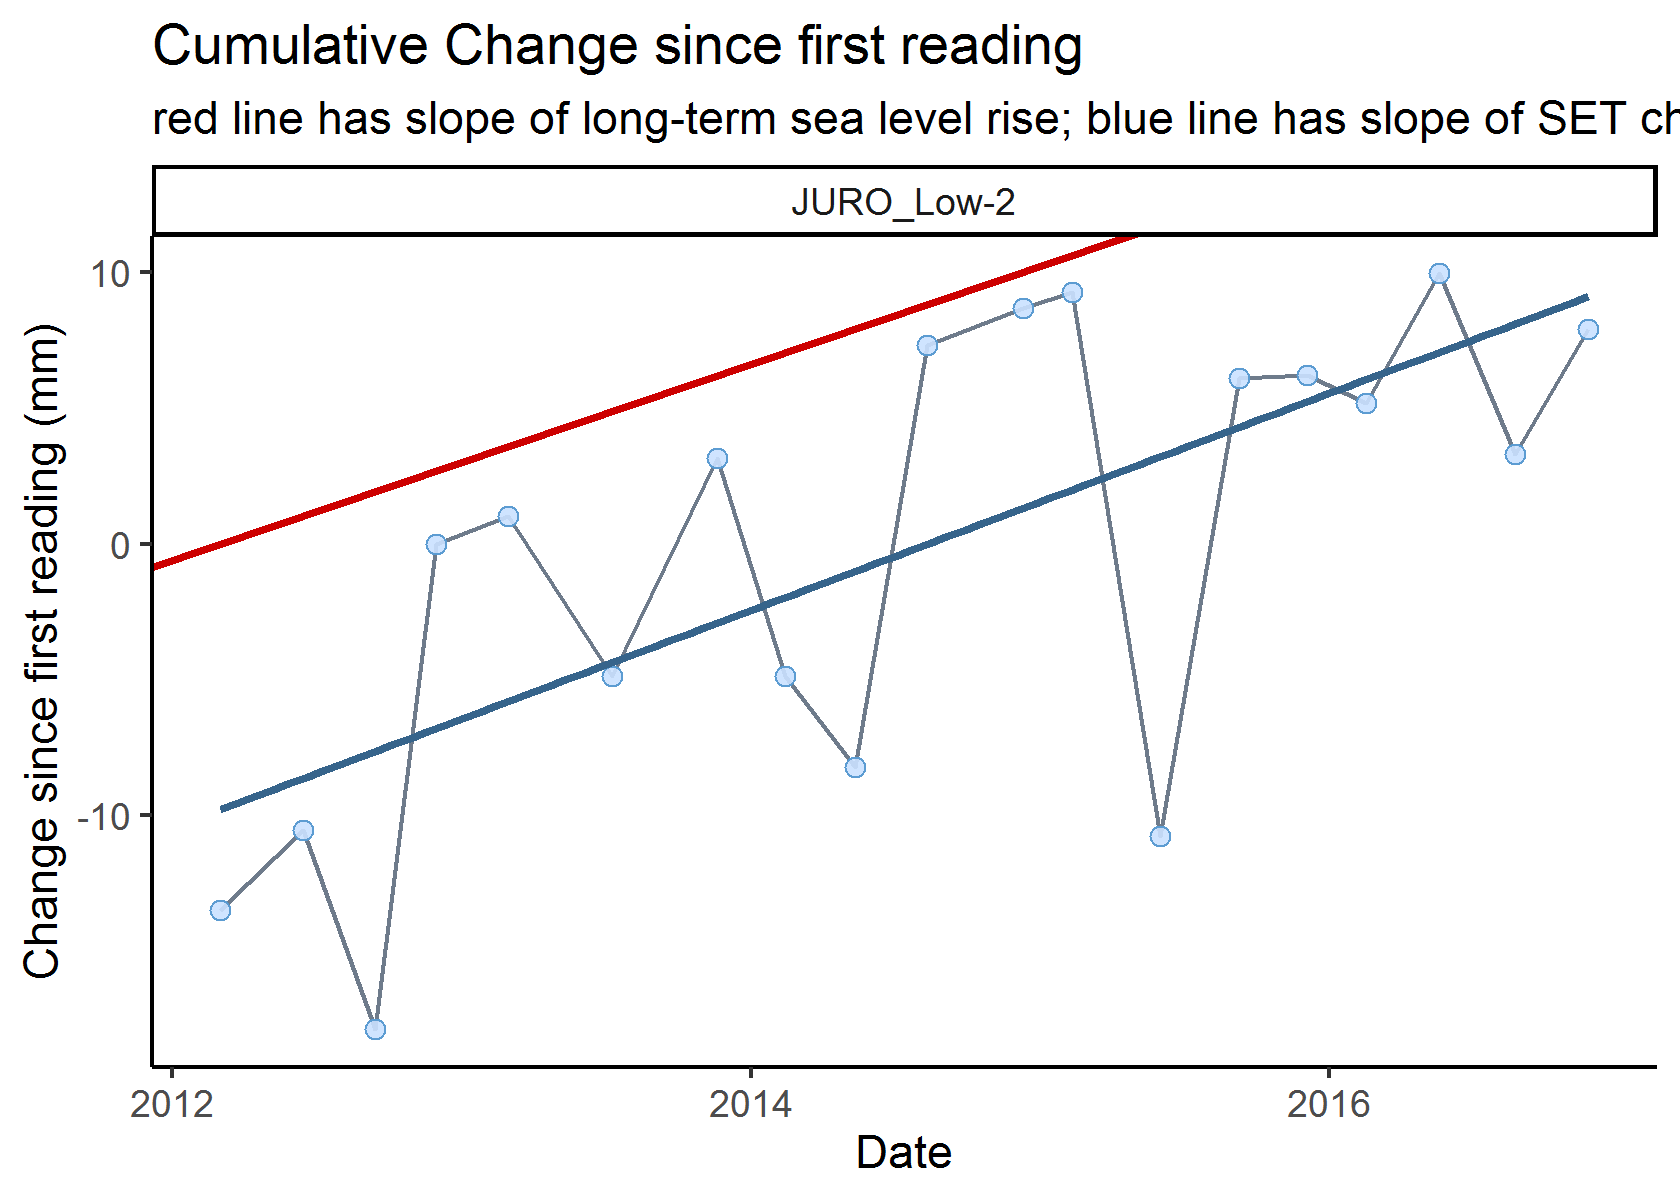 Cumulative Change since first reading
red line has slope of long-term sea level rise; blue line has slope of SET ch
JURO_Low-2
Change since first reading (mm)
10
0
-10
2012
2014
2016
Date